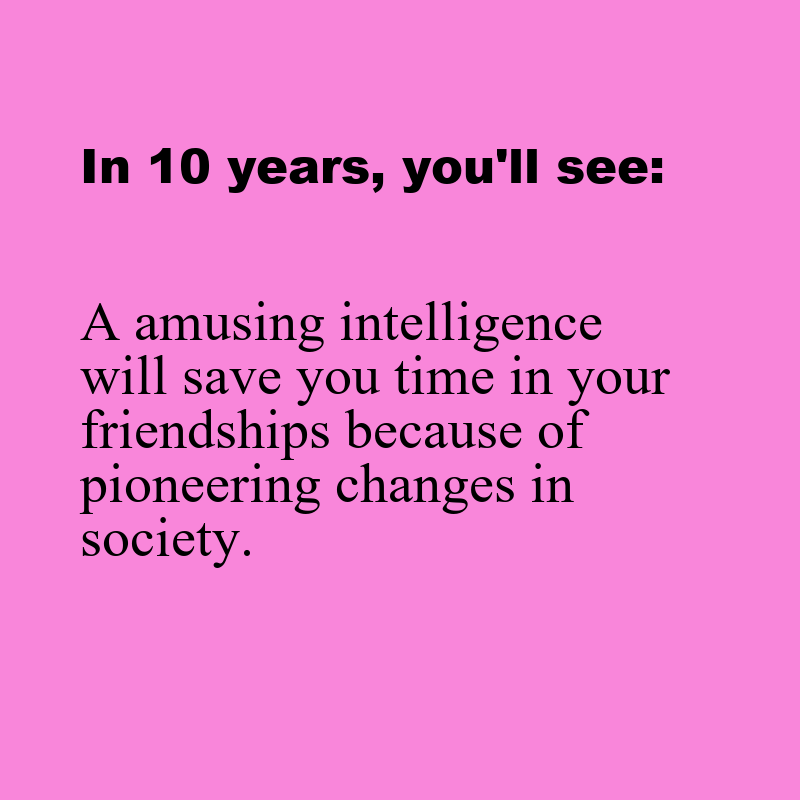 In 10 years, you'll see:
A amusing intelligence
will save you time in your
friendships because of
pioneering changes in
society.